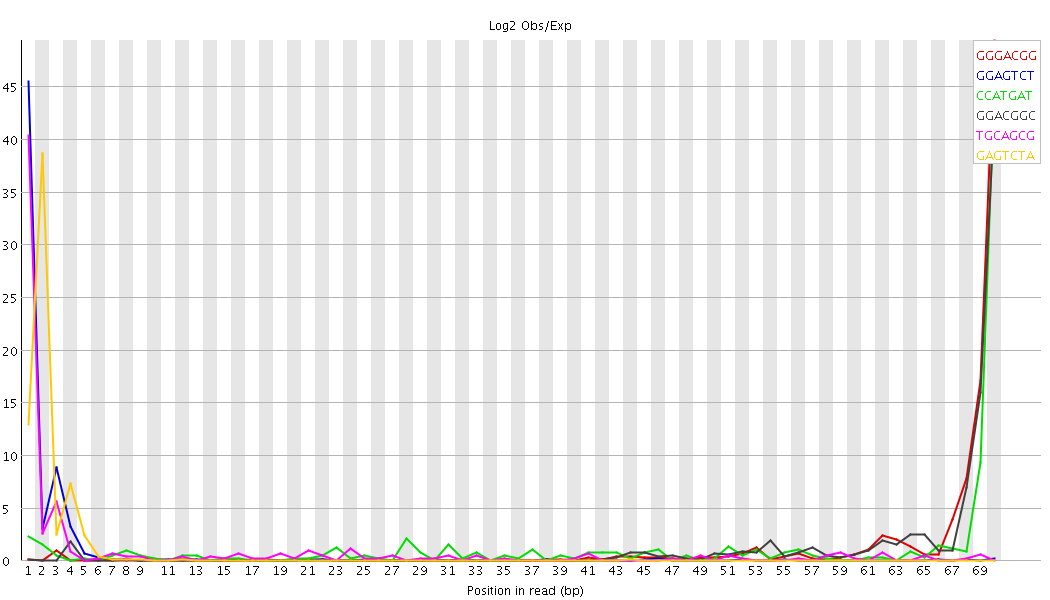 Log2 Obs/Exp
45
40
35
30
25
20
15
10
5
0
GGGACGG
GGAGTCT
CCATGAT
GGACGGC
TGCAGCG
GAGTCTA
1 2 3 4 5 6 7 8 9 11 13 15 17 19 21 23 25 27 29 31 33 35 37 39 41 43 45 47 49 51 53 55 57 59 61 63 65 67 69
Position in read (bp)